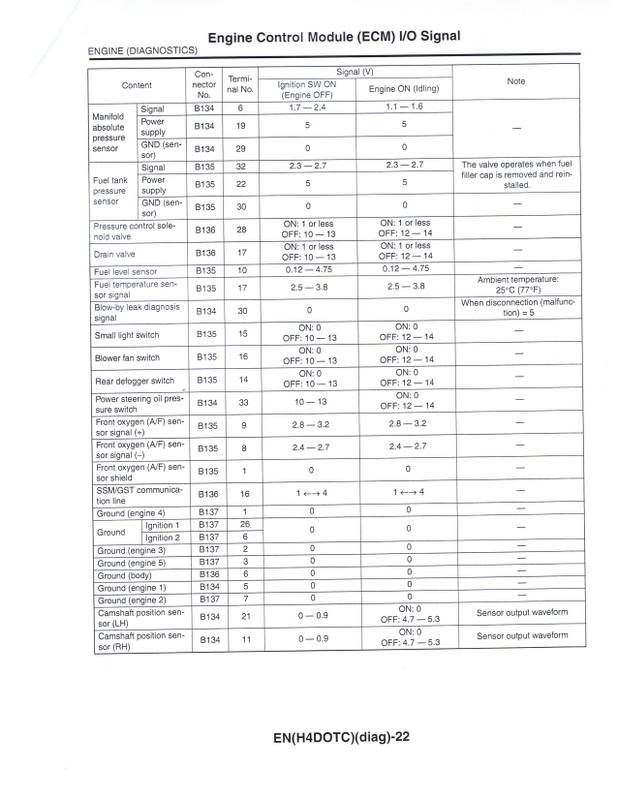 Engine Control Module (ECM) I/O Signal
ENGINE (DIAGNOSTICS)
Content Connector No. Terminal No. Signal (V) Note
Ignition SW ON (Engine OFF) Engine ON (Idling)
Manifold absolute pressure sensor Signal B134 6 1.7 — 2.4 1.1 — 1.6 —
Power supply B134 19 5 5
GND (sensor) B134 29 0 0
Fuel tank pressure sensor Signal B135 32 2.3 — 2.7 2.3 — 2.7 The valve operates when fuel filler cap is removed and reinstalled.
Power supply B135 22 5 5
GND (sensor) B135 30 0 0 —
Pressure control solenoid valve B136 28 ON: 1 or less OFF: 10 — 13 ON: 1 or less OFF: 12 — 14 —
Drain valve B136 17 ON: 1 or less OFF: 10 — 13 ON: 1 or less OFF: 12 — 14 —
Fuel level sensor B135 10 0.12 — 4.75 0.12 — 4.75 —
Fuel temperature sensor signal B135 17 2.5 — 3.8 2.5 — 3.8 Ambient temperature: 25°C (77°F)
Blow-by leak diagnosis signal B134 30 0 0 When disconnection (malfunction) = 5
Small light switch B135 15 ON: 0 OFF: 10 — 13 ON: 0 OFF: 12 — 14 —
Blower fan switch B135 16 ON: 0 OFF: 10 — 13 ON: 0 OFF: 12 — 14 —
Rear defogger switch B135 14 ON: 0 OFF: 10 — 13 ON: 0 OFF: 12 — 14 —
Power steering oil pressure switch B134 33 10 — 13 ON: 0 OFF: 12 — 14 —
Front oxygen (A/F) sensor signal (+) B135 9 2.8 — 3.2 2.8 — 3.2 —
Front oxygen (A/F) sensor signal (–) B135 8 2.4 — 2.7 2.4 — 2.7 —
Front oxygen (A/F) sensor shield B135 1 0 0 —
SSM/GST communication line B136 16 1 ←→ 4 1 ←→ 4 —
Ground (engine 4) B137 1 0 0 —
Ground Ignition 1 B137 26 0 0 —
Ignition 2 B137 6
Ground (engine 3) B137 2 0 0 —
Ground (engine 5) B137 3 0 0 —
Ground (body) B136 6 0 0 —
Ground (engine 1) B134 5 0 0 —
Ground (engine 2) B137 7 0 0 —
Camshaft position sensor (LH) B134 21 0 — 0.9 ON: 0 OFF: 4.7 — 5.3 Sensor output waveform
Camshaft position sensor (RH) B134 11 0 — 0.9 ON: 0 OFF: 4.7 — 5.3 Sensor output waveform
EN(H4DOTC)(diag)-22